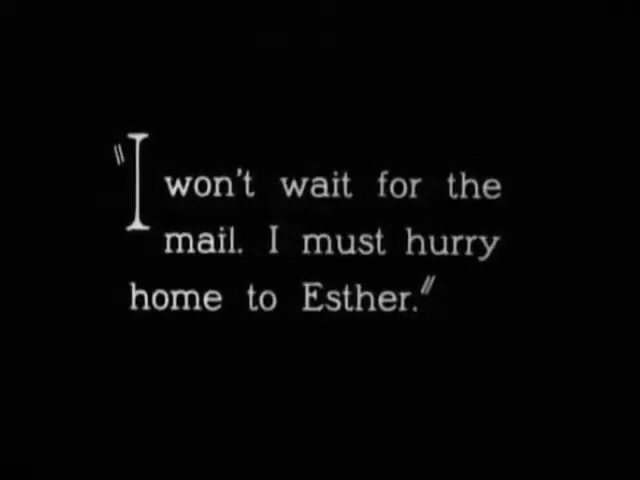 "I won't wait for the
mail. I must hurry
home to Esther."